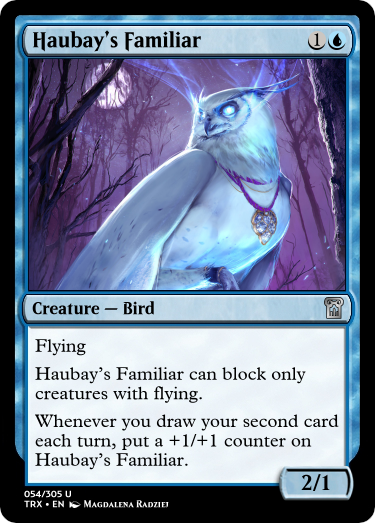 Haubay's Familiar 1
Creature — Bird
Flying
Haubay's Familiar can block only
creatures with flying.
Whenever you draw your second card
each turn, put a +1/+1 counter on
Haubay's Familiar.
2/1
054/305 U
TRX • EN Magdalena Radziej